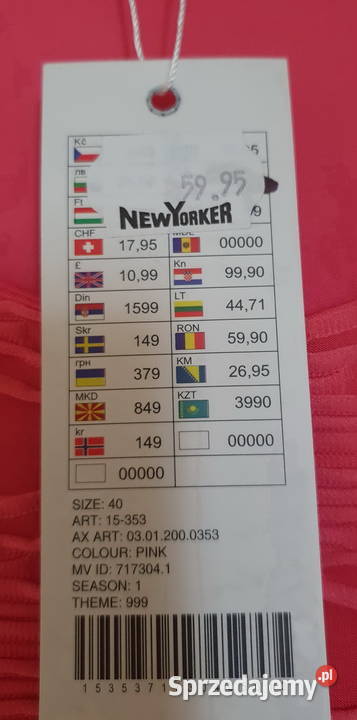 Kč
59.95
NEWYORKER
CHF 17,95 00000
£ 10,99 Kn 99,90
Din 1599 LT 44,71
Skr 149 RON 59,90
грн 379 KM 26,95
MKD 849 KZT 3990
kr 149 00000
00000
SIZE: 40
ART: 15-353
AX ART: 03.01.200.0353
COLOUR: PINK
MV ID: 717304.1
SEASON: 1
THEME: 999
Sprzedajemy.pl